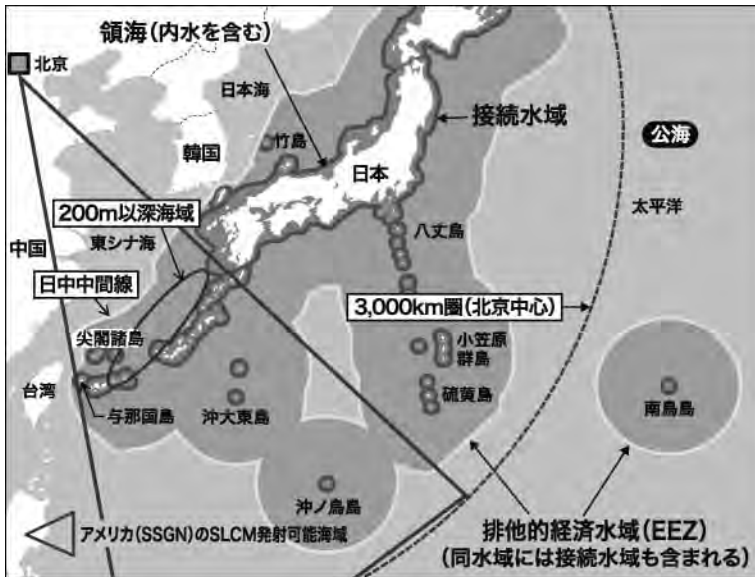 領海(内水を含む)
北京
日本海
接続水域
竹島
韓国
公海
日本
太平洋
200m以深海域
八丈島
東シナ海
中国
日中中間線
3,000km圏(北京中心)
尖閣諸島
小笠原
群島
台湾
硫黄島
南鳥島
与那国島
沖大東島
沖ノ鳥島
排他的経済水域(EEZ)
(同水域には接続水域も含まれる)
アメリカ(SSGN)のSLCM発射可能海域